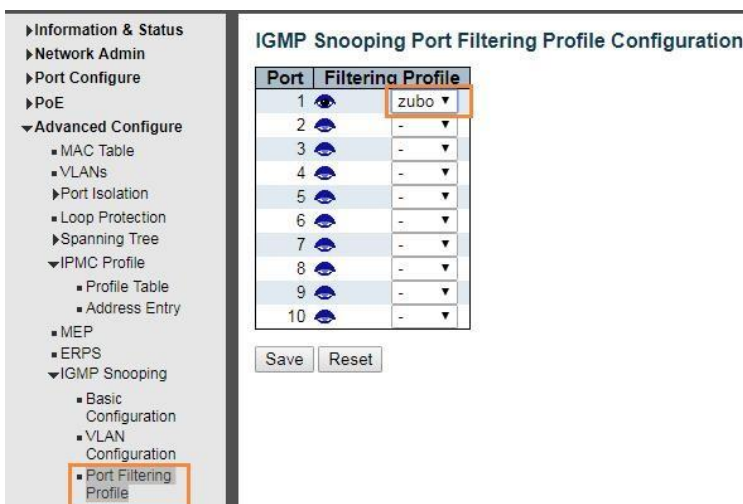 Information & Status
Network Admin
Port Configure
PoE
Advanced Configure
MAC Table
VLANs
Port Isolation
Loop Protection
Spanning Tree
IPMC Profile
Profile Table
Address Entry
MEP
ERPS
IGMP Snooping
Basic
Configuration
VLAN
Configuration
Port Filtering
Profile
IGMP Snooping Port Filtering Profile Configuration
Port Filtering Profile
1 zubo
2 -
3 -
4 -
5 -
6 -
7 -
8 -
9 -
10 -
Save Reset